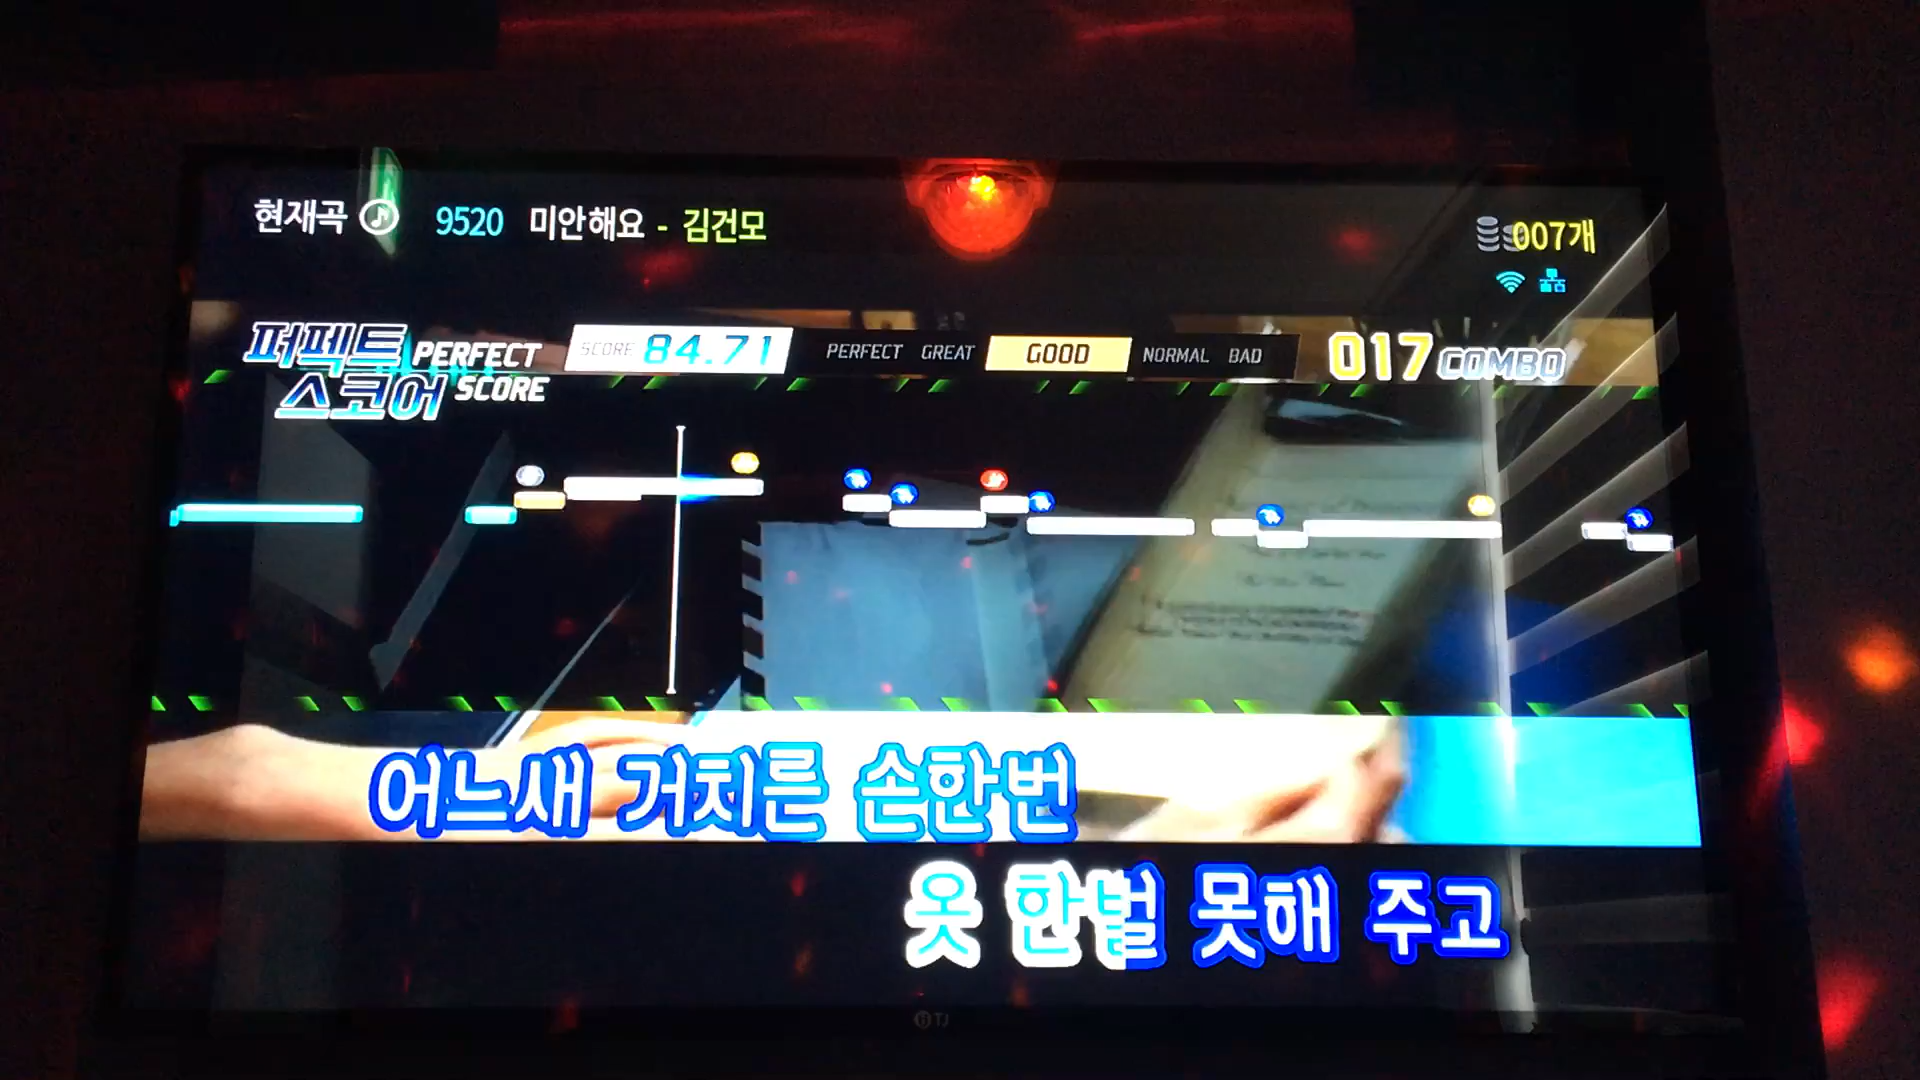 현재곡 9520 미안해요 - 김건모
007개
퍼펙트 스코어 PERFECT SCORE
SCORE 84.71 PERFECT GREAT GOOD NORMAL BAD 017 COMBO
어느새 거치른 손한번
옷 한벌 못해 주고
TJ